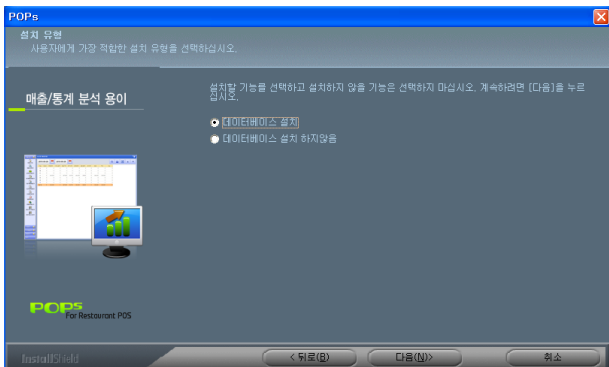 POPs
설치 유형
사용자에게 가장 적합한 설치 유형을 선택하십시오.
매출/통계 분석 용이
설치할 기능를 선택하고 설치하지 않을 기능은 선택하지 마십시오. 계속하려면 [다음]을 누르
십시오.
데이터베이스 설치
데이터베이스 설치 하지않음
POPs
For Restaurant POS
InstallShield
< 뒤로(B)
다음(N)>
취소